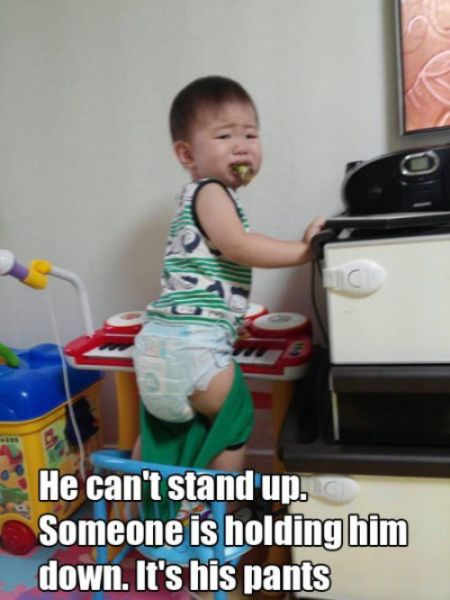 He can't stand up.
Someone is holding him
down. It's his pants